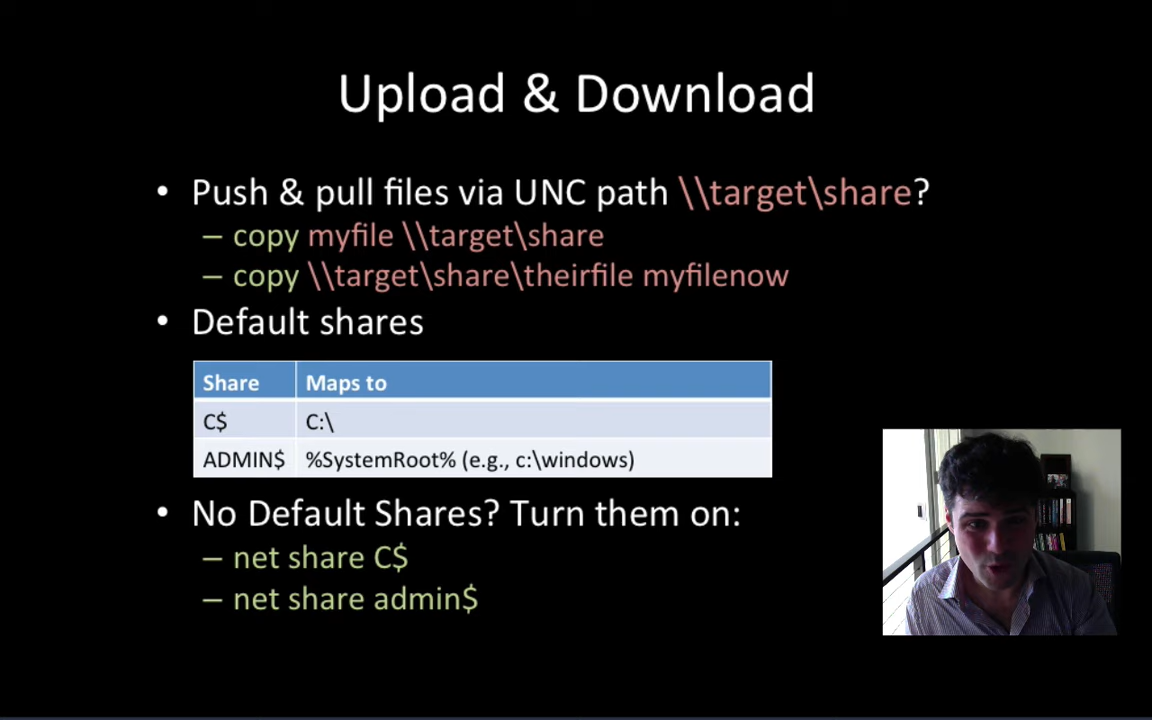 Upload & Download
• Push & pull files via UNC path \\target\share?
– copy myfile \\target\share
– copy \\target\share\theirfile myfilenow
• Default shares
Share Maps to
C$ C:\
ADMIN$ %SystemRoot% (e.g., c:\windows)
• No Default Shares? Turn them on:
– net share C$
– net share admin$